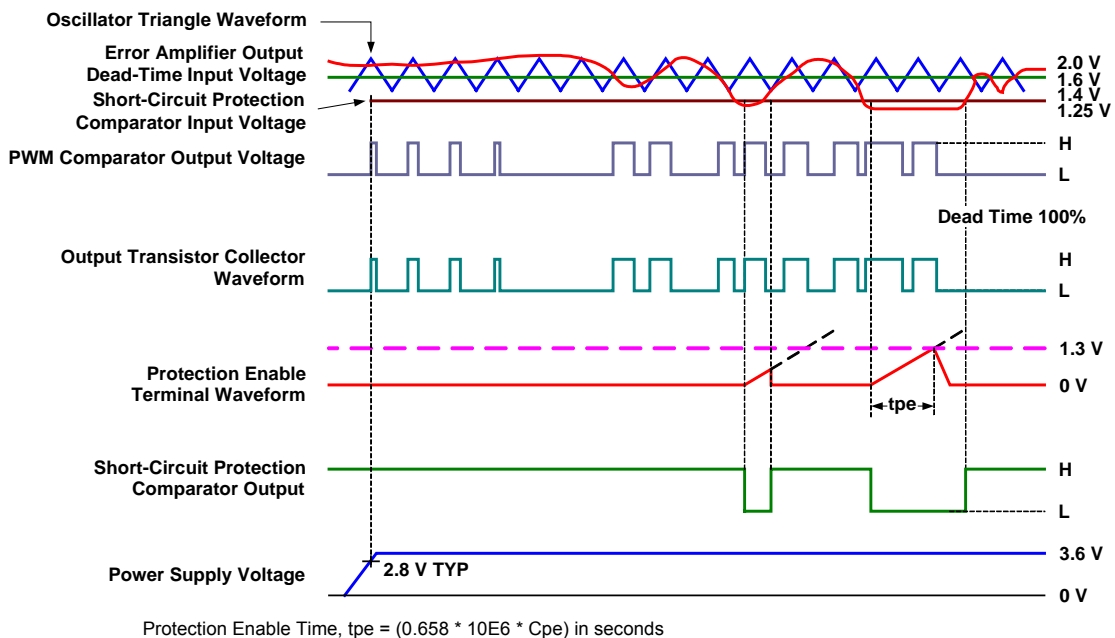 Oscillator Triangle Waveform
Error Amplifier Output
Dead-Time Input Voltage
Short-Circuit Protection
Comparator Input Voltage
2.0 V
1.6 V
1.4 V
1.25 V
PWM Comparator Output Voltage
H
L
Dead Time 100%
Output Transistor Collector
Waveform
H
L
Protection Enable
Terminal Waveform
1.3 V
0 V
tpe
Short-Circuit Protection
Comparator Output
H
L
Power Supply Voltage
2.8 V TYP
3.6 V
0 V
Protection Enable Time, tpe = (0.658 * 10E6 * Cpe) in seconds